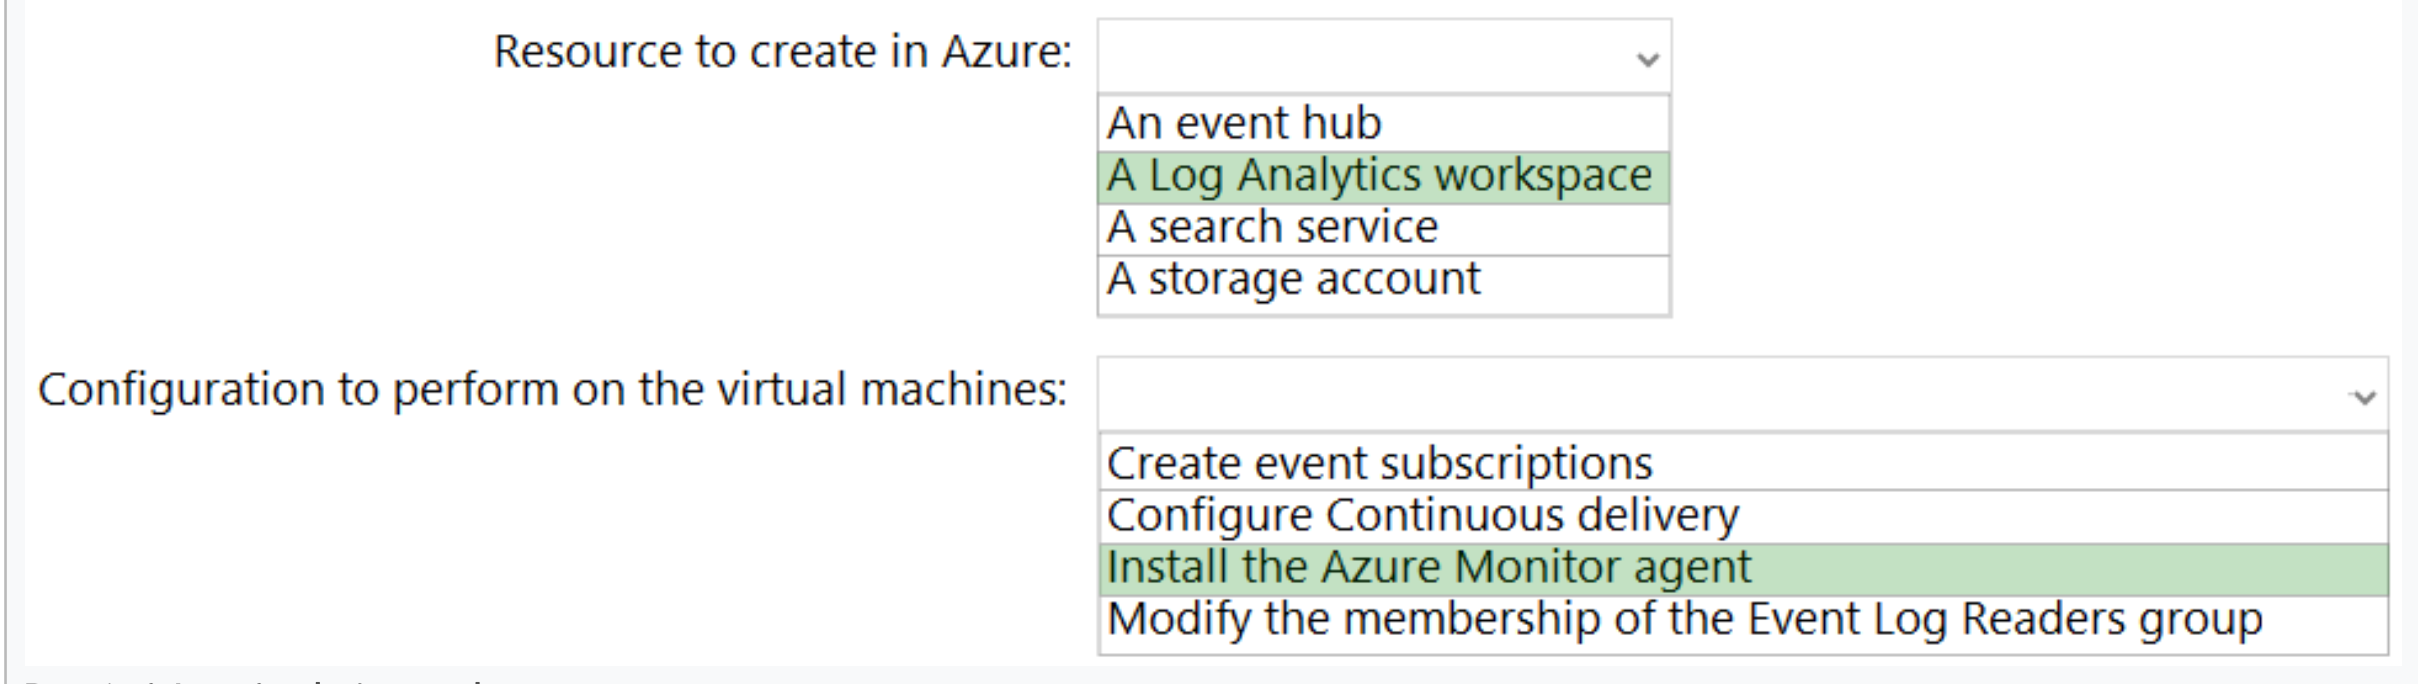 Resource to create in Azure:
An event hub
A Log Analytics workspace
A search service
A storage account
Configuration to perform on the virtual machines:
Create event subscriptions
Configure Continuous delivery
Install the Azure Monitor agent
Modify the membership of the Event Log Readers group